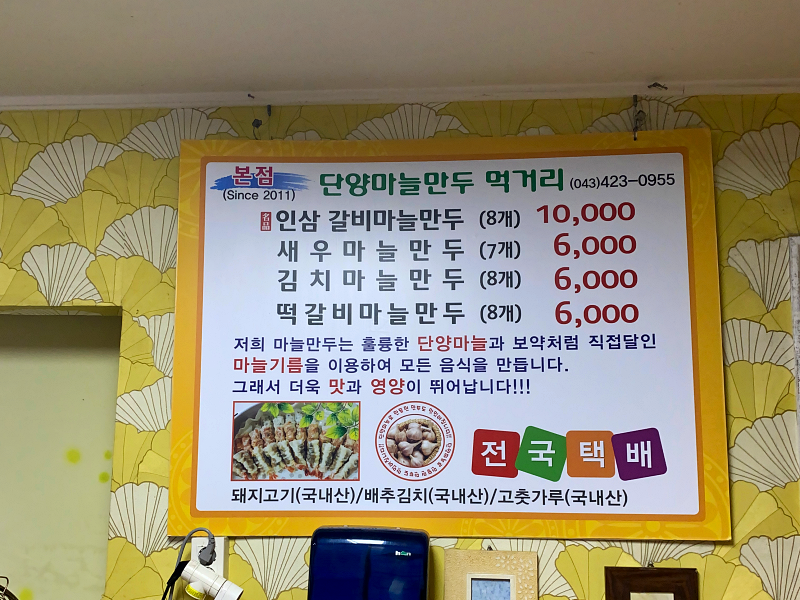 본점
(Since 2011)
단양마늘만두 먹거리 (043)423-0955
名品 인삼 갈비마늘만두 (8개) 10,000
새우마늘만두 (7개) 6,000
김치마늘만두 (8개) 6,000
떡갈비마늘만두 (8개) 6,000
저희 마늘만두는 훌륭한 단양마늘과 보약처럼 직접달인
마늘기름을 이용하여 모든 음식을 만듭니다.
그래서 더욱 맛과 영양이 뛰어납니다!!!
전국택배
돼지고기(국내산)/배추김치(국내산)/고춧가루(국내산)